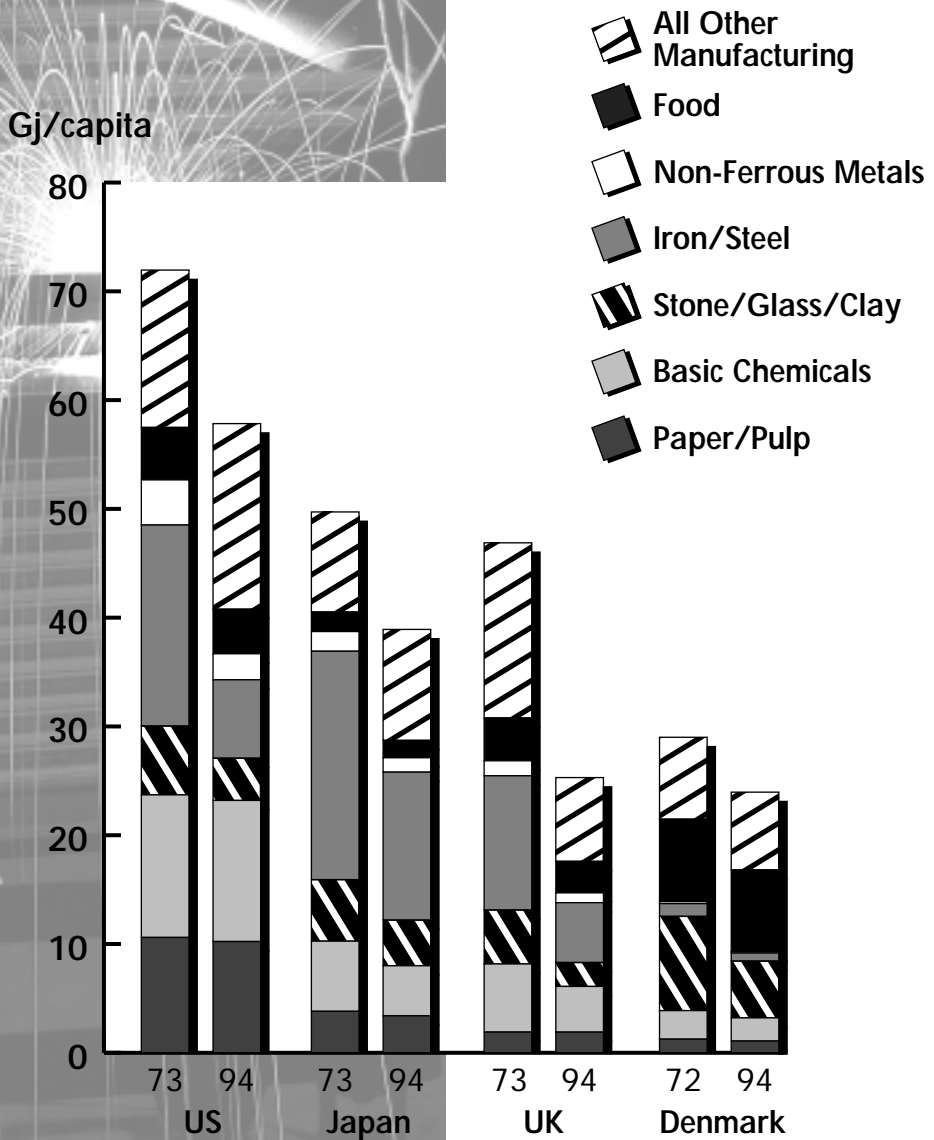 All Other
Manufacturing
Food
Non-Ferrous Metals
Iron/Steel
Stone/Glass/Clay
Basic Chemicals
Paper/Pulp
Gj/capita
80
70
60
50
40
30
20
10
0
73 94 73 94 73 94 72 94
US Japan UK Denmark